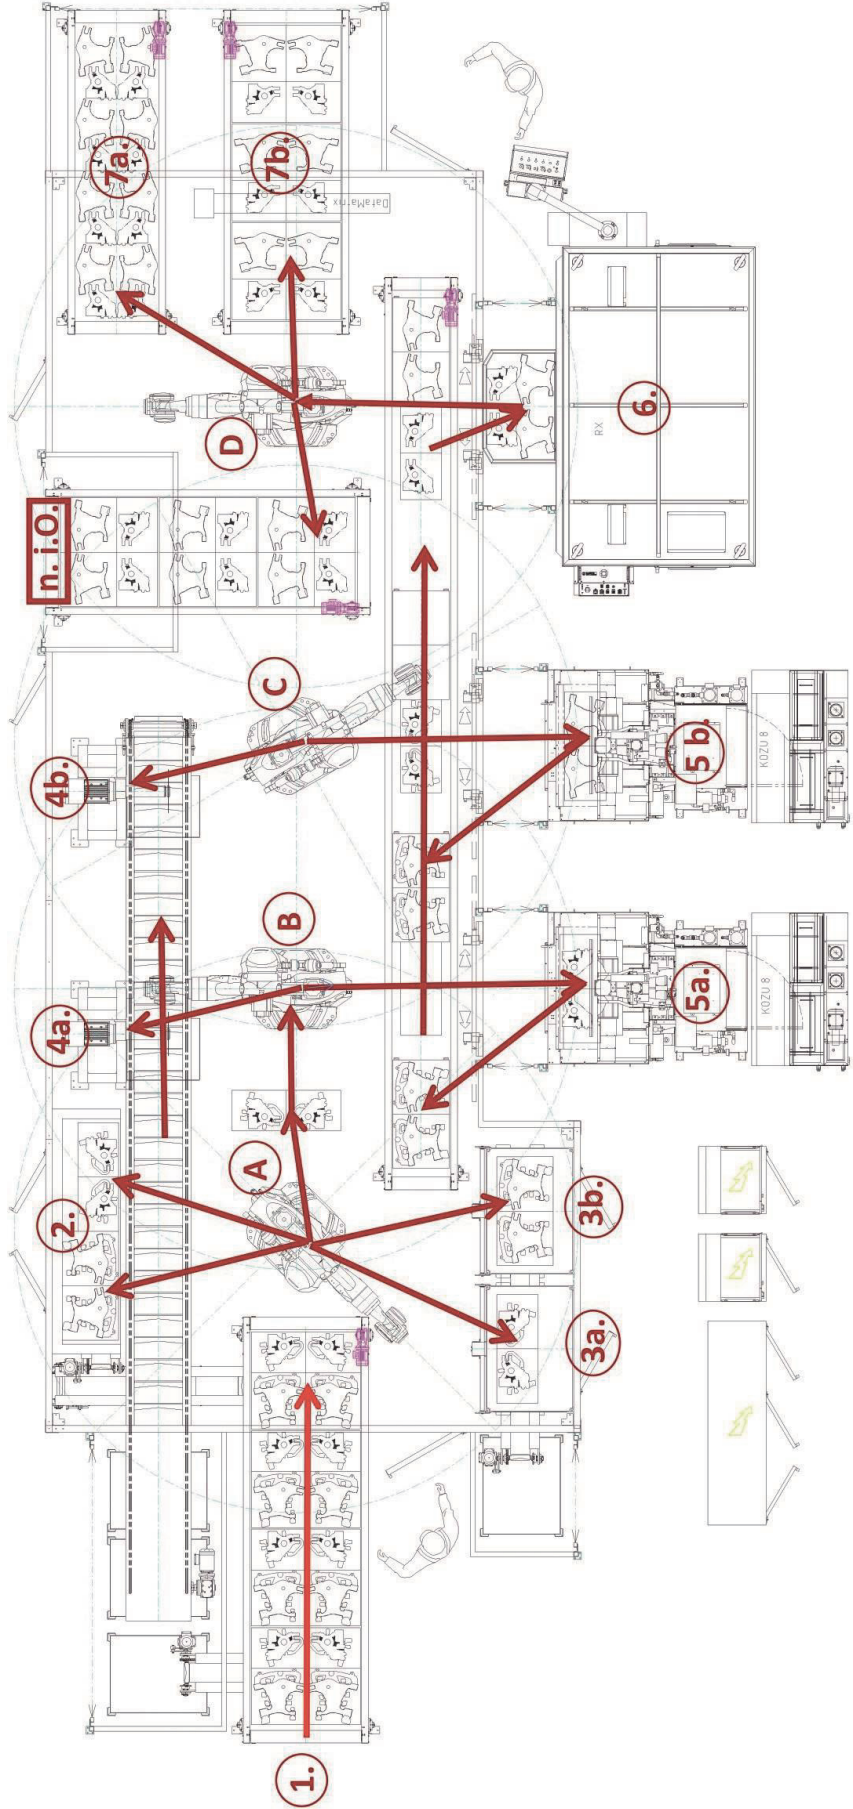 1.
2.
3a.
3b.
A
4a.
4b.
B
C
5a.
5 b.
KOZU 8
KOZU 8
n. i.O.
D
6.
RX
7a.
7b.
DataMatrix